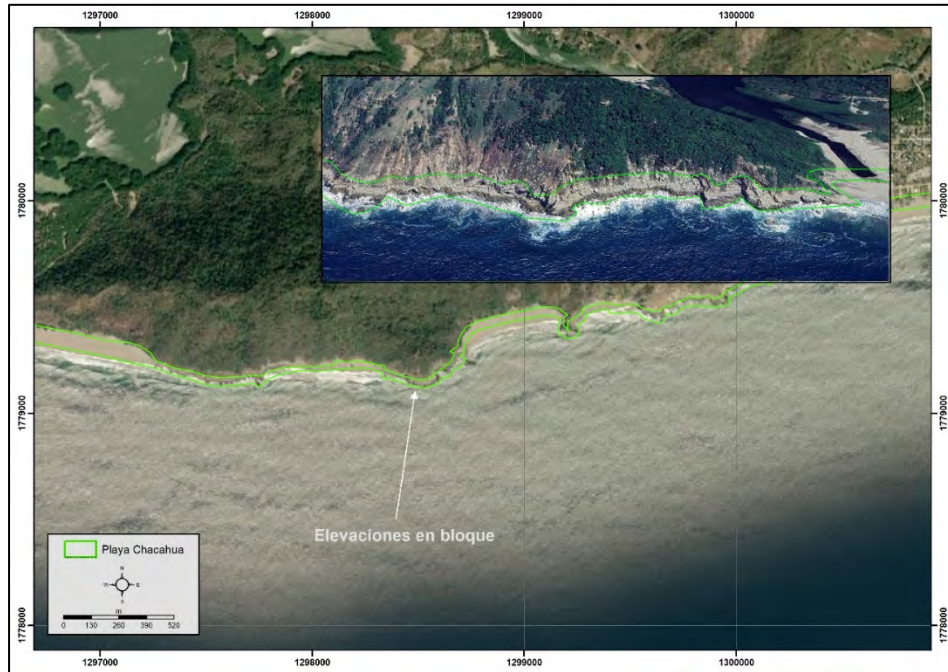 1297000 1298000 1299000 1300000
1780000 1780000
1779000 1779000
Elevaciones en bloque
Playa Chacahua
N
W E
S
m
0 130 260 390 520
1778000 1778000
1297000 1298000 1299000 1300000